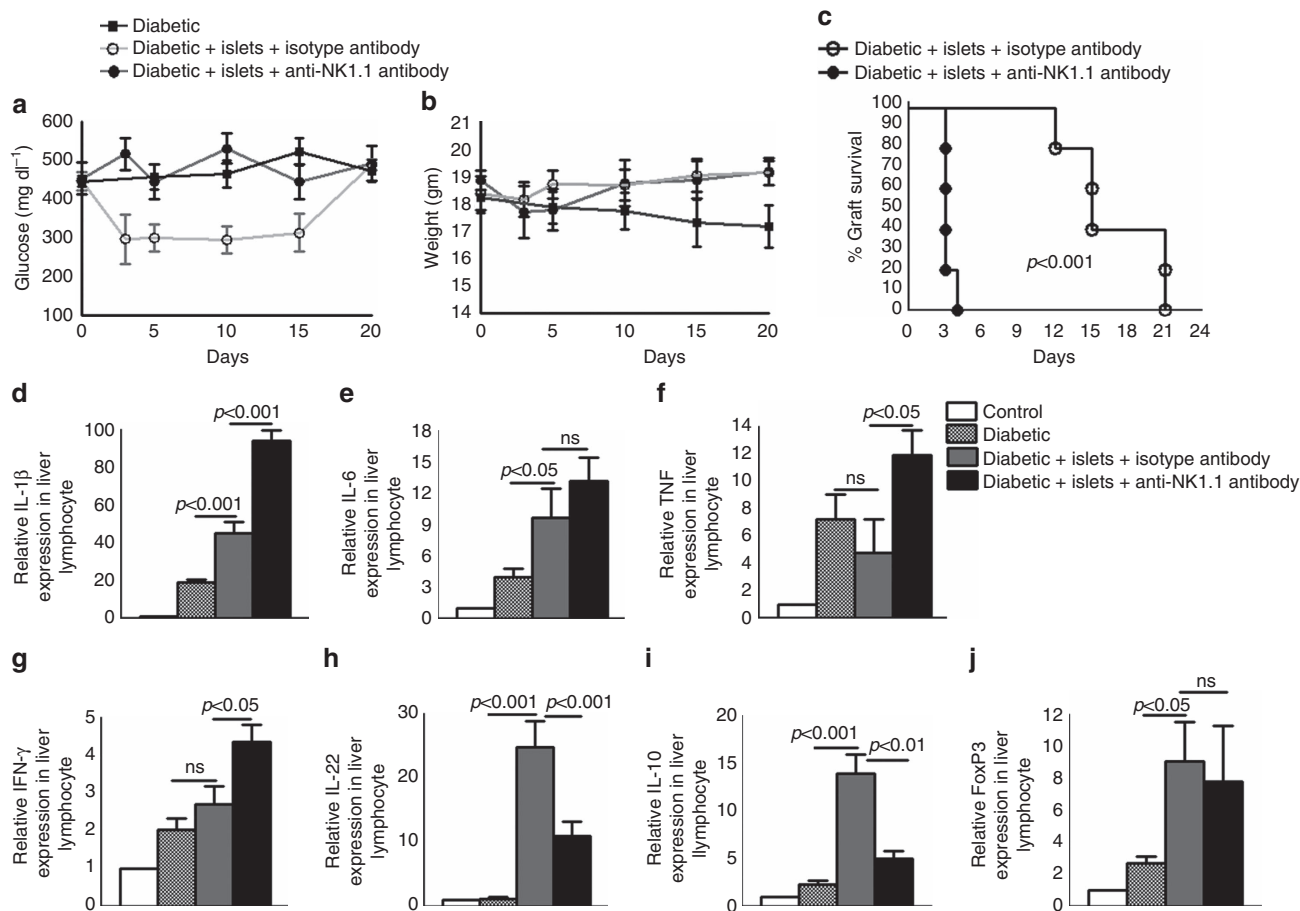 Diabetic
Diabetic + islets + isotype antibody
Diabetic + islets + anti-NK1.1 antibody
a
600
500
400
300
200
100
Glucose (mg dl⁻¹)
0
5
10
15
20
Days
b
21
20
19
18
17
16
15
14
Weight (gm)
0
5
10
15
20
Days
c
Diabetic + islets + isotype antibody
Diabetic + islets + anti-NK1.1 antibody
100
90
80
70
60
50
40
30
20
10
0
% Graft survival
p<0.001
0
3
6
9
12
15
18
21
24
Days
d
Relative IL-1β
expression in liver
lymphocyte
100
80
60
40
20
0
p<0.001
p<0.001
e
Relative IL-6
expression in liver
lymphocyte
18
15
12
9
6
3
0
ns
p<0.05
f
Relative TNF
expression in liver
lymphocyte
14
12
10
8
6
4
2
0
p<0.05
ns
Control
Diabetic
Diabetic + islets + isotype antibody
Diabetic + islets + anti-NK1.1 antibody
g
Relative IFN-γ
expression in liver
lymphocyte
5
4
3
2
1
0
p<0.05
ns
h
Relative IL-22
expression in liver
lymphocyte
30
20
10
0
p<0.001
p<0.001
i
Relative IL-10
expression in liver
llymphocyte
20
15
10
5
0
p<0.001
p<0.01
j
Relative FoxP3
expression in liver
lymphocyte
12
10
8
6
4
2
0
ns
p<0.05